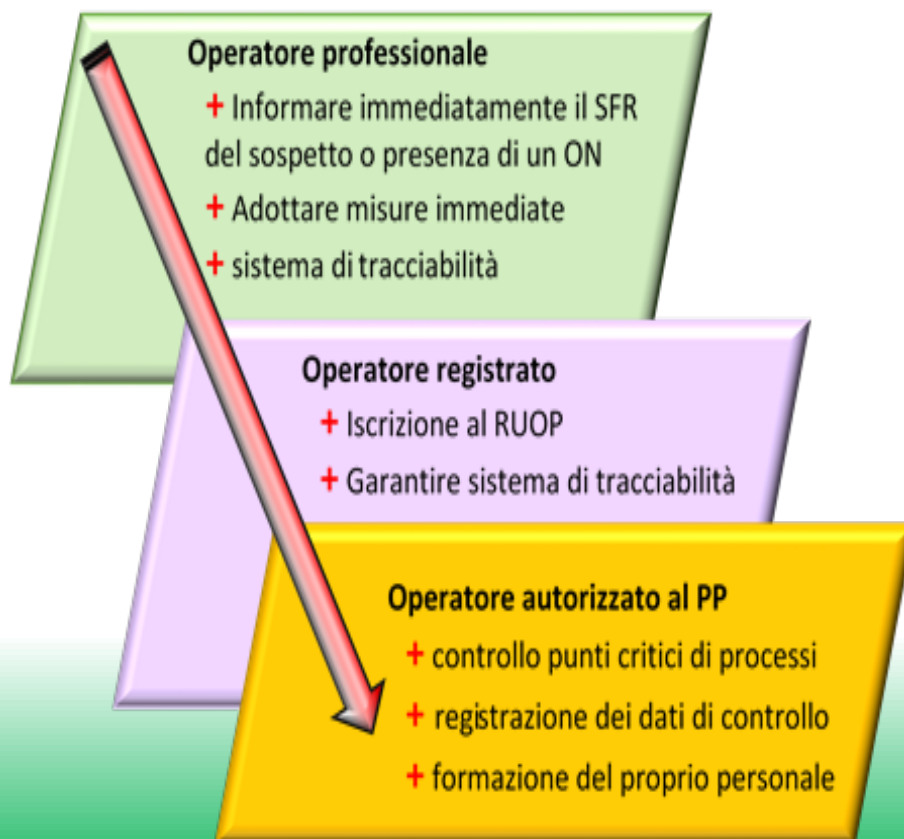 Operatore professionale
+ Informare immediatamente il SFR
del sospetto o presenza di un ON
+ Adottare misure immediate
+ sistema di tracciabilità
Operatore registrato
+ Iscrizione al RUOP
+ Garantire sistema di tracciabilità
Operatore autorizzato al PP
+ controllo punti critici di processi
+ registrazione dei dati di controllo
+ formazione del proprio personale